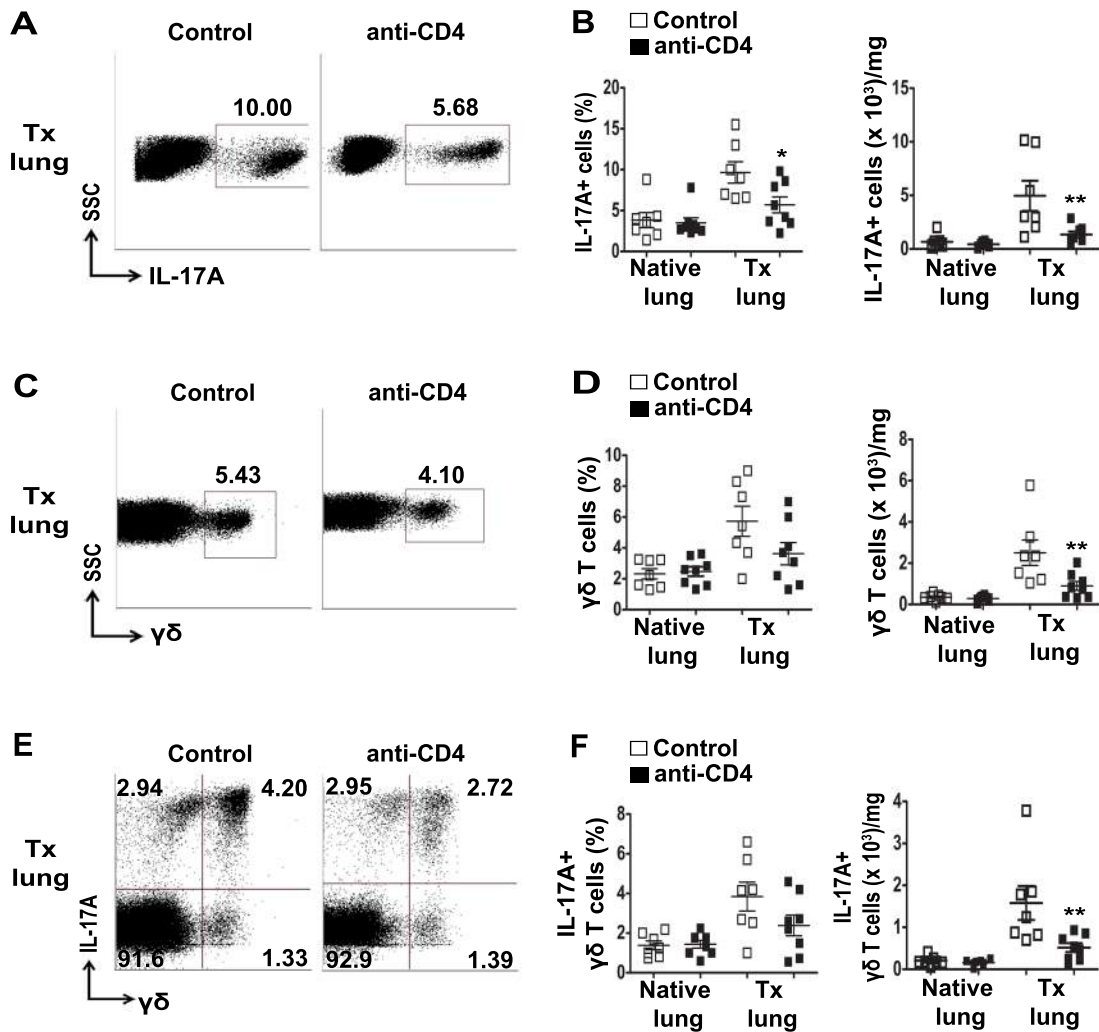 A
Control
anti-CD4
Tx
lung
10.00
5.68
SSC
IL-17A
B
□ Control
■ anti-CD4
IL-17A+ cells (%)
20
15
10
5
0
Native
lung
Tx
lung
*
IL-17A+ cells (x 10³)/mg
15
10
5
0
Native
lung
Tx
lung
**
C
Control
anti-CD4
Tx
lung
5.43
4.10
SSC
γδ
D
□ Control
■ anti-CD4
γδ T cells (%)
10
8
6
4
2
0
Native
lung
Tx
lung
γδ T cells (x 10³)/mg
8
6
4
2
0
Native
lung
Tx
lung
**
E
Control
anti-CD4
Tx
lung
2.94
4.20
91.6
1.33
2.95
2.72
92.9
1.39
IL-17A
γδ
F
□ Control
■ anti-CD4
IL-17A+
γδ T cells (%)
8
6
4
2
0
Native
lung
Tx
lung
IL-17A+
γδ T cells (x 10³)/mg
4
3
2
1
0
Native
lung
Tx
lung
**